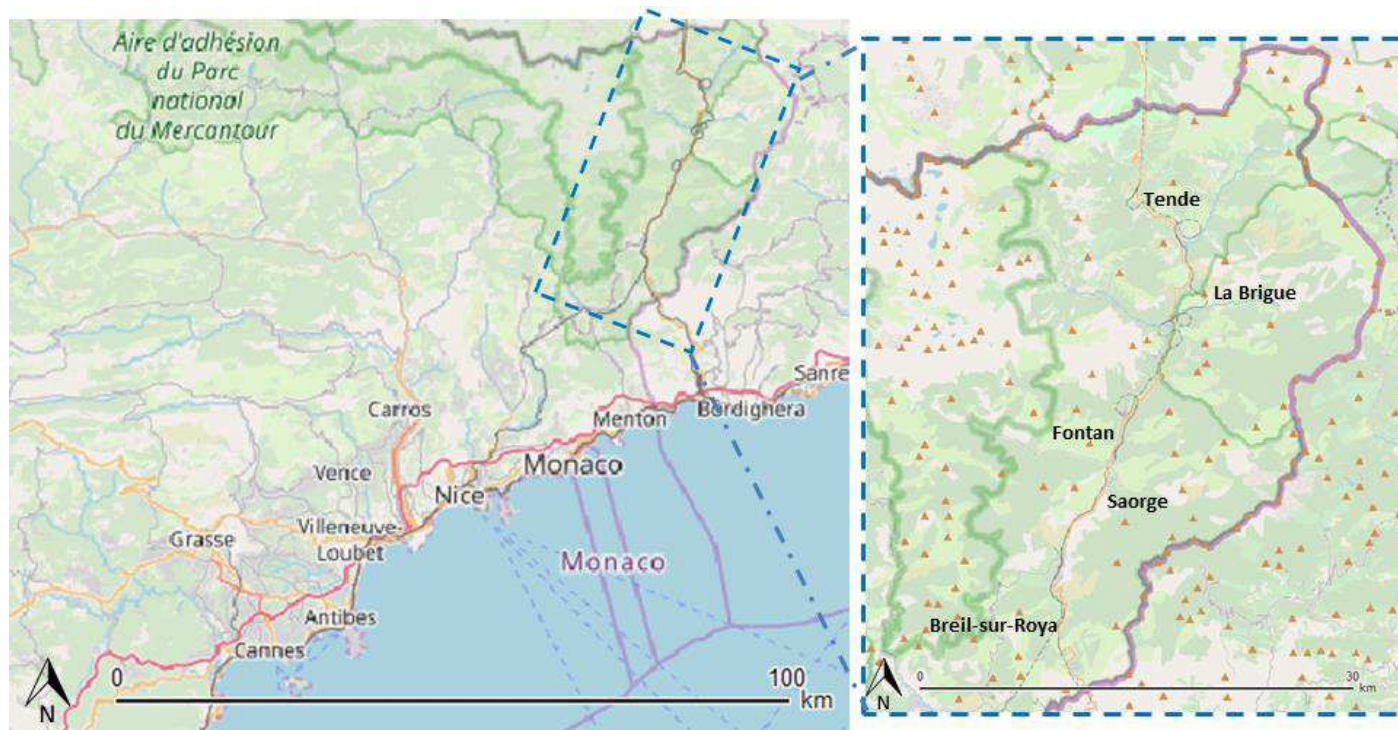 Aire d'adhésion
du Parc
national
du Mercantour
Carros
Vence
Nice
Grasse
Villeneuve-
Loubet
Antibes
Cannes
Menton
Monaco
Bordighera
Sanre
Monaco
0
100
km
N
Tende
La Brigue
Fontan
Saorge
Breil-sur-Roya
0
30
km
N